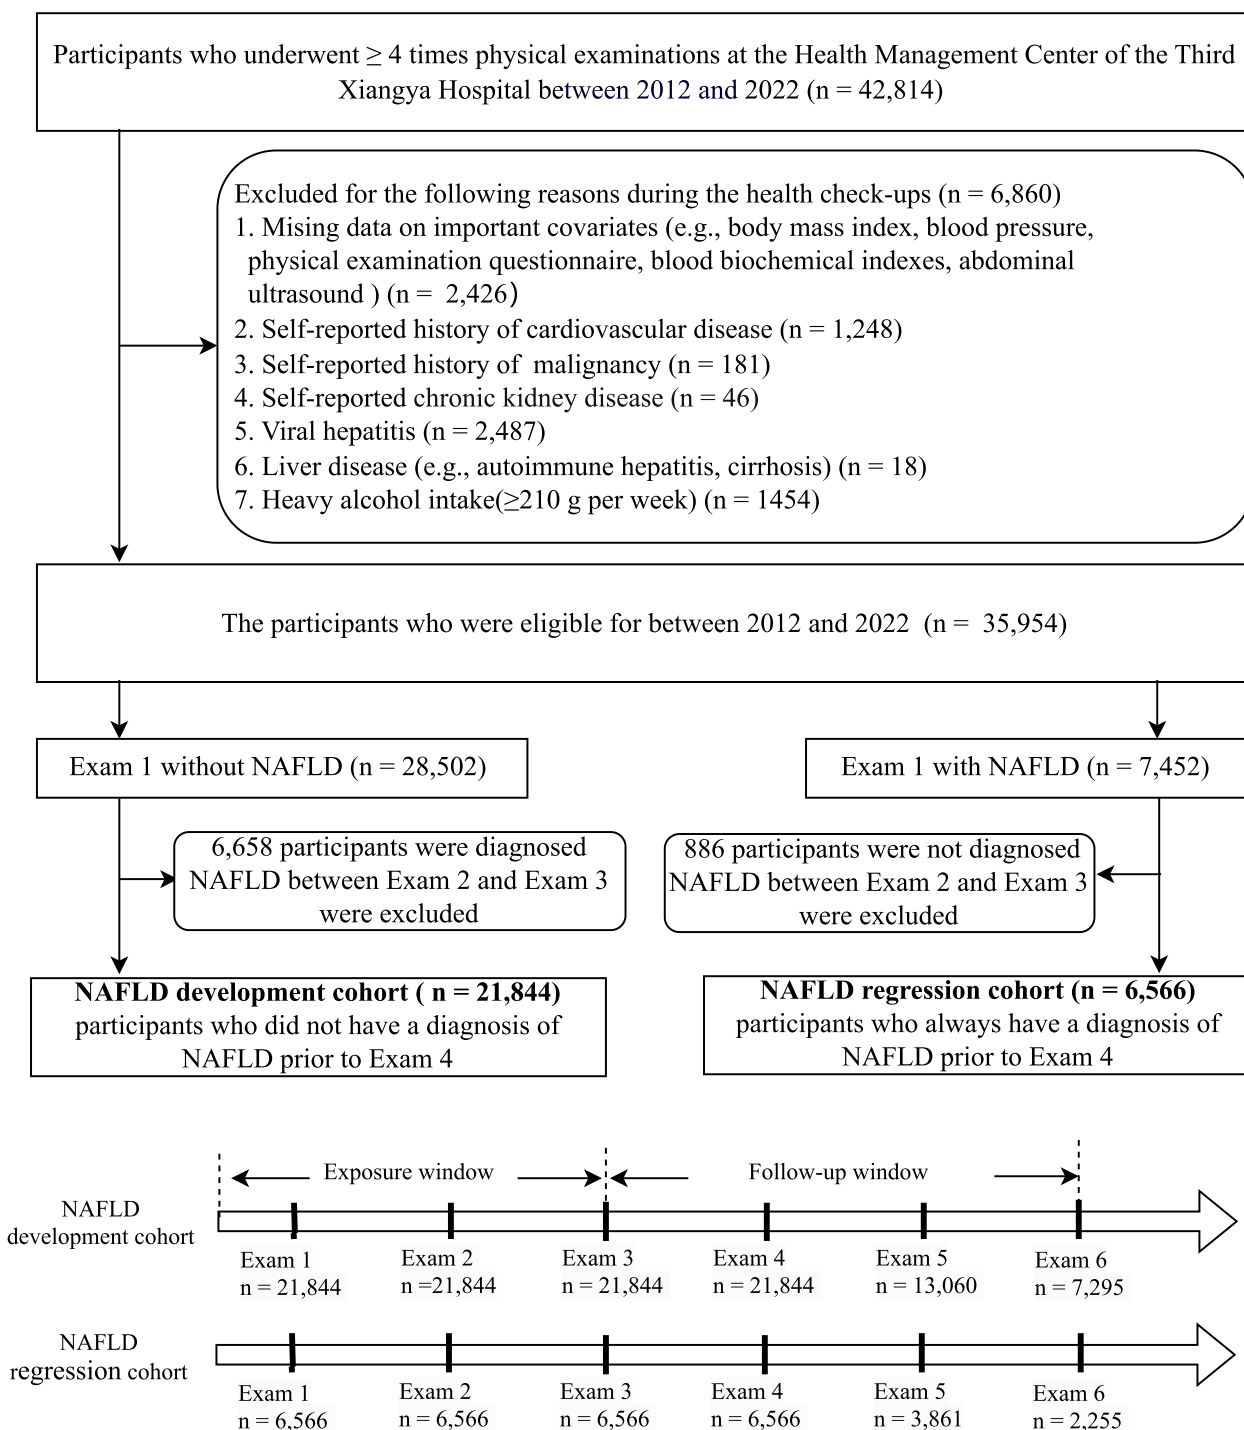 Participants who underwent ≥ 4 times physical examinations at the Health Management Center of the Third
Xiangya Hospital between 2012 and 2022 (n = 42,814)
Excluded for the following reasons during the health check-ups (n = 6,860)
1. Mising data on important covariates (e.g., body mass index, blood pressure,
physical examination questionnaire, blood biochemical indexes, abdominal
ultrasound ) (n = 2,426)
2. Self-reported history of cardiovascular disease (n = 1,248)
3. Self-reported history of malignancy (n = 181)
4. Self-reported chronic kidney disease (n = 46)
5. Viral hepatitis (n = 2,487)
6. Liver disease (e.g., autoimmune hepatitis, cirrhosis) (n = 18)
7. Heavy alcohol intake(≥210 g per week) (n = 1454)
The participants who were eligible for between 2012 and 2022 (n = 35,954)
Exam 1 without NAFLD (n = 28,502)
Exam 1 with NAFLD (n = 7,452)
6,658 participants were diagnosed
NAFLD between Exam 2 and Exam 3
were excluded
886 participants were not diagnosed
NAFLD between Exam 2 and Exam 3
were excluded
NAFLD development cohort ( n = 21,844)
participants who did not have a diagnosis of
NAFLD prior to Exam 4
NAFLD regression cohort (n = 6,566)
participants who always have a diagnosis of
NAFLD prior to Exam 4
Exposure window
Follow-up window
NAFLD
development cohort
Exam 1
n = 21,844
Exam 2
n =21,844
Exam 3
n = 21,844
Exam 4
n = 21,844
Exam 5
n = 13,060
Exam 6
n = 7,295
NAFLD
regression cohort
Exam 1
n = 6,566
Exam 2
n = 6,566
Exam 3
n = 6,566
Exam 4
n = 6,566
Exam 5
n = 3,861
Exam 6
n = 2,255